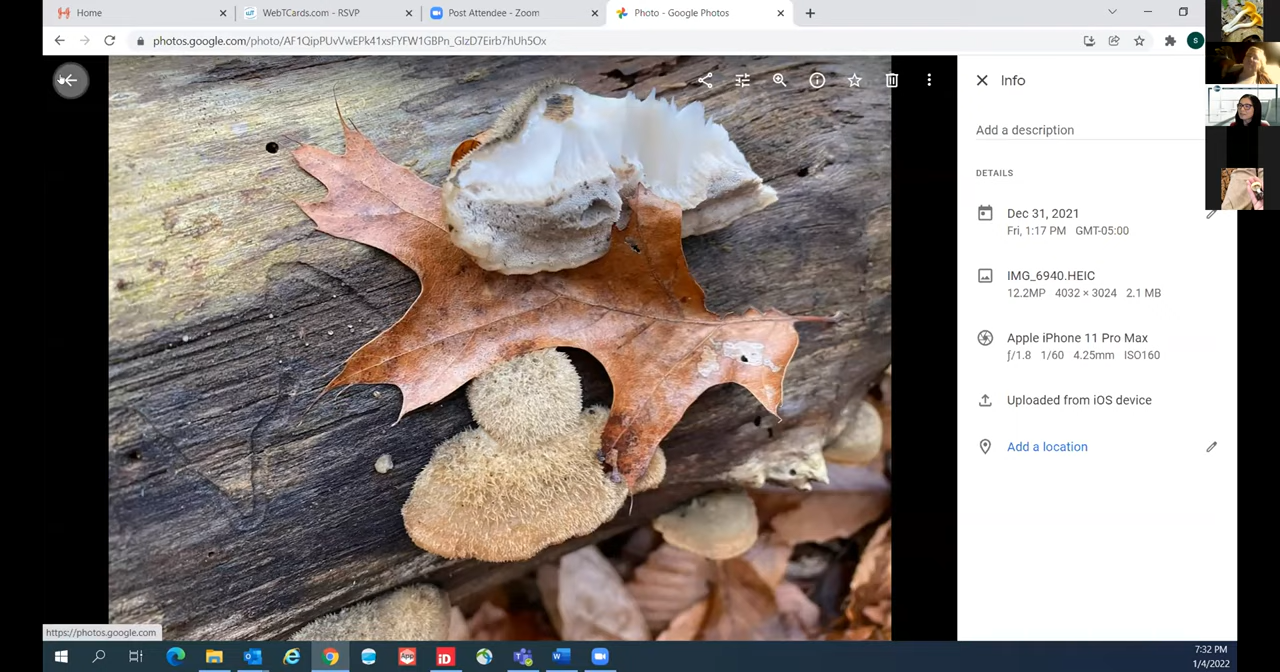 Home
WebTCards.com - RSVP
Post Attendee - Zoom
Photo - Google Photos
photos.google.com/photo/AF1QipPUvVwEPk41xsFYFW1GBPn_GIzD7Eirb7hUh5Ox
S
Info
Add a description
DETAILS
Dec 31, 2021
Fri, 1:17 PM GMT-05:00
IMG_6940.HEIC
12.2MP 4032 × 3024 2.1 MB
Apple iPhone 11 Pro Max
ƒ/1.8 1/60 4.25mm ISO160
Uploaded from iOS device
Add a location
https://photos.google.com
App
iD
7:32 PM
1/4/2022